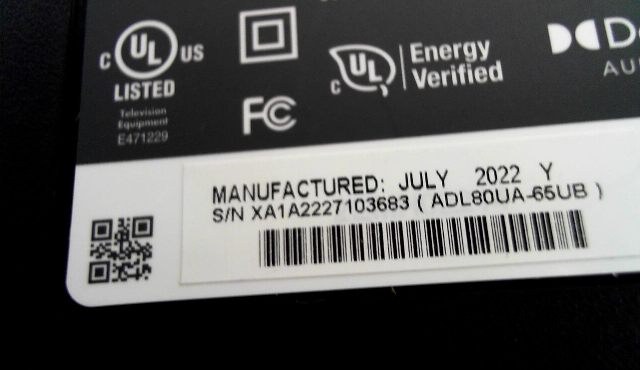 C UL US
LISTED
Television
Equipment
E471229
FC
C UL
Energy
Verified
MANUFACTURED: JULY 2022 Y
S/N XA1A2227103683 ( ADL80UA-65UB )